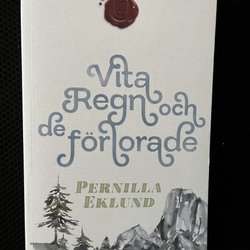 Vita
Regn och
de förlorade
PERNILLA
EKLUND